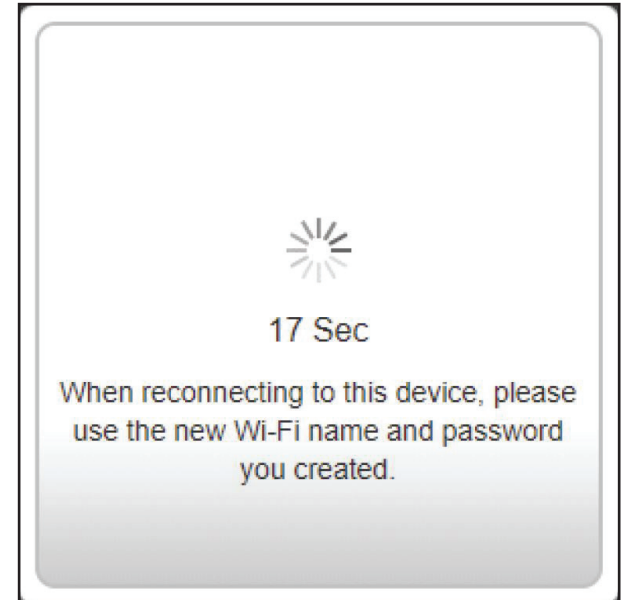 17 Sec
When reconnecting to this device, please
use the new Wi-Fi name and password
you created.